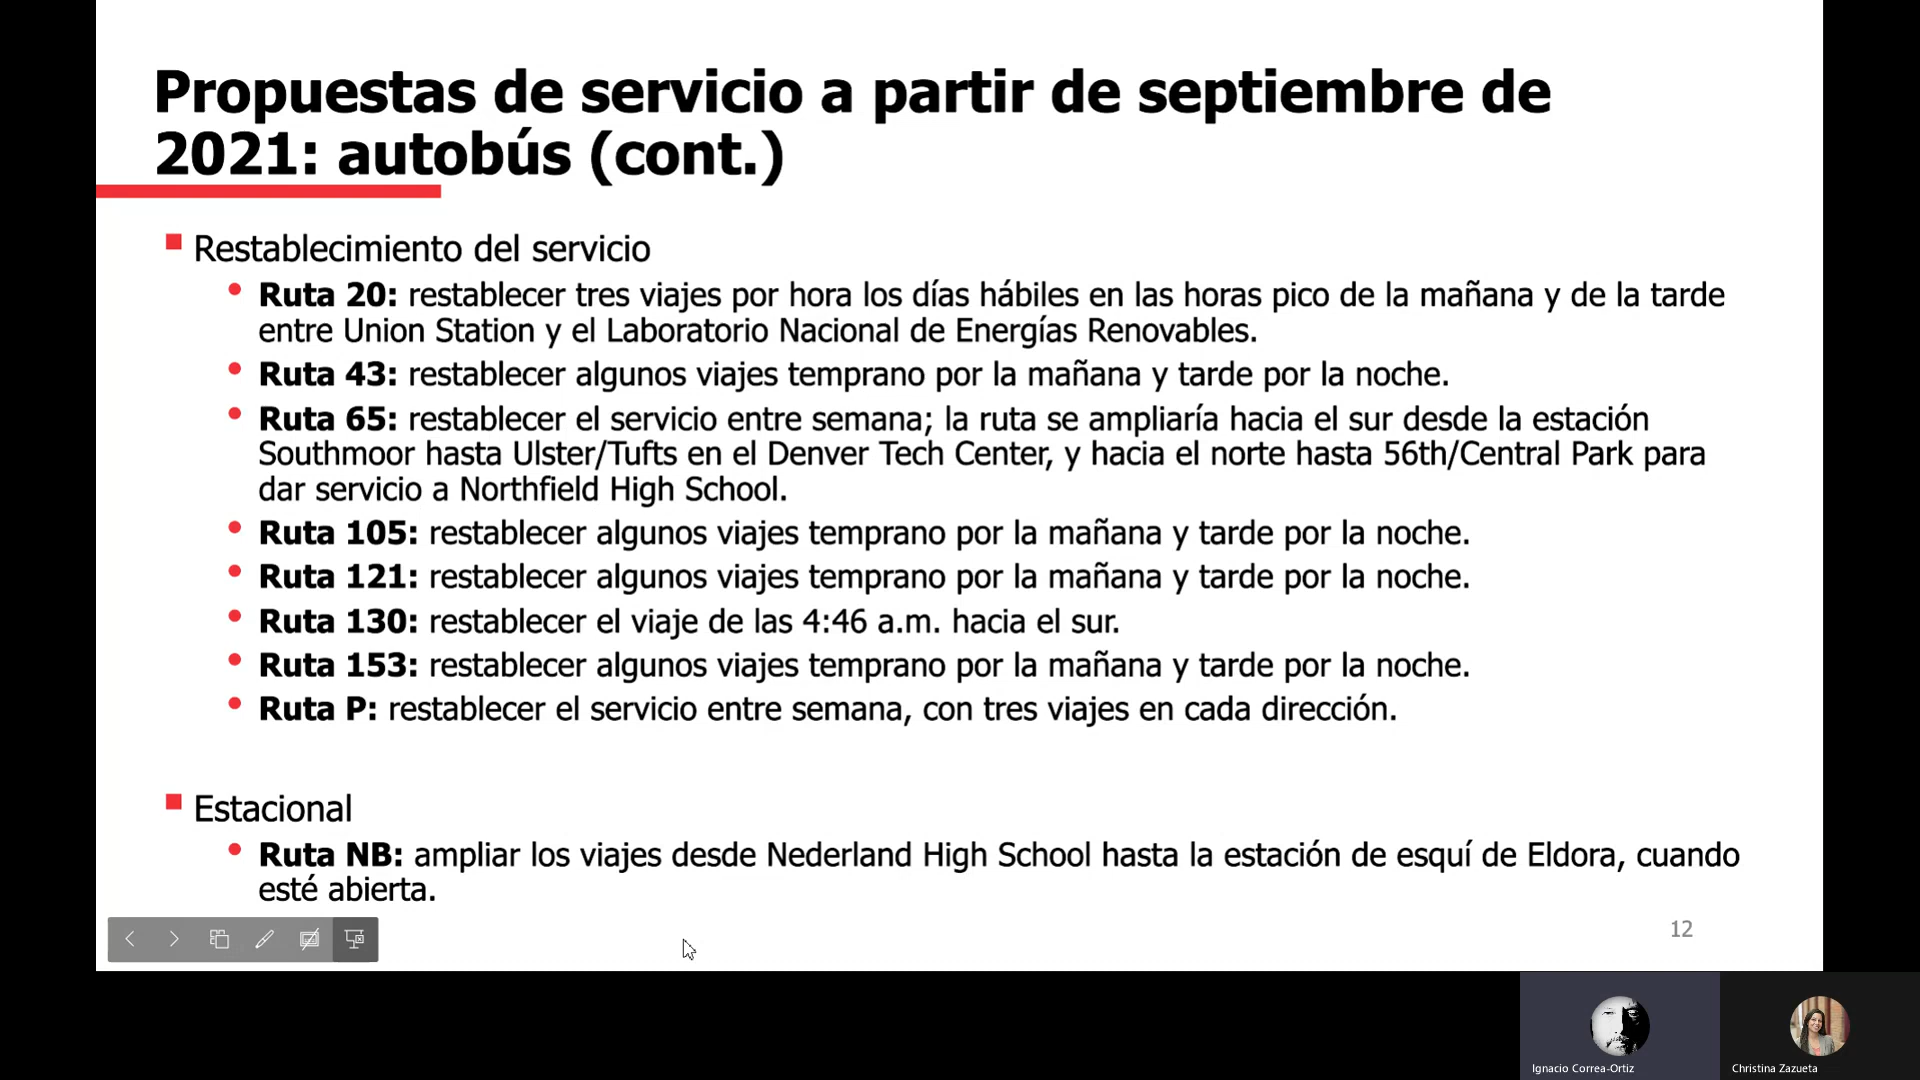 Propuestas de servicio a partir de septiembre de
2021: autobús (cont.)
Restablecimiento del servicio
Ruta 20: restablecer tres viajes por hora los días hábiles en las horas pico de la mañana y de la tarde
entre Union Station y el Laboratorio Nacional de Energías Renovables.
Ruta 43: restablecer algunos viajes temprano por la mañana y tarde por la noche.
Ruta 65: restablecer el servicio entre semana; la ruta se ampliaría hacia el sur desde la estación
Southmoor hasta Ulster/Tufts en el Denver Tech Center, y hacia el norte hasta 56th/Central Park para
dar servicio a Northfield High School.
Ruta 105: restablecer algunos viajes temprano por la mañana y tarde por la noche.
Ruta 121: restablecer algunos viajes temprano por la mañana y tarde por la noche.
Ruta 130: restablecer el viaje de las 4:46 a.m. hacia el sur.
Ruta 153: restablecer algunos viajes temprano por la mañana y tarde por la noche.
Ruta P: restablecer el servicio entre semana, con tres viajes en cada dirección.
Estacional
Ruta NB: ampliar los viajes desde Nederland High School hasta la estación de esquí de Eldora, cuando
esté abierta.
12
Ignacio Correa-Ortiz
Christina Zazueta